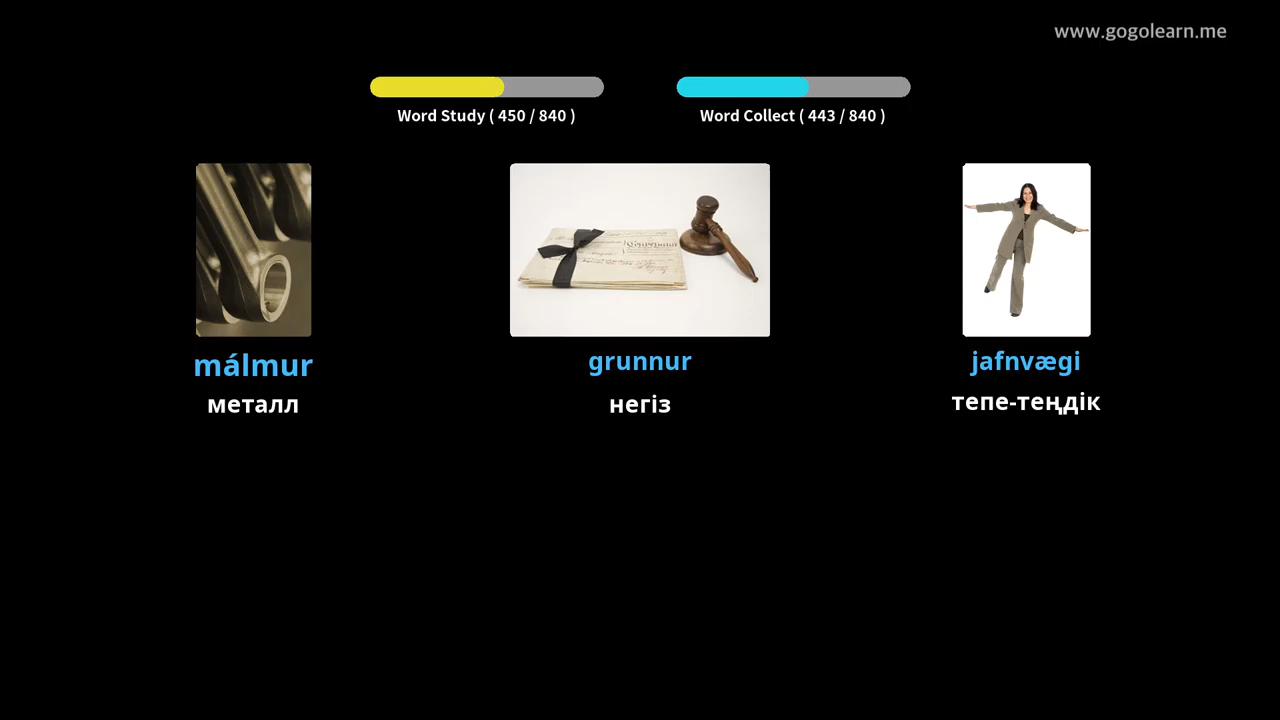 www.gogolearn.me
Word Study ( 450 / 840 )
Word Collect ( 443 / 840 )
málmur
металл
grunnur
негіз
jafnvægi
тепе-теңдік